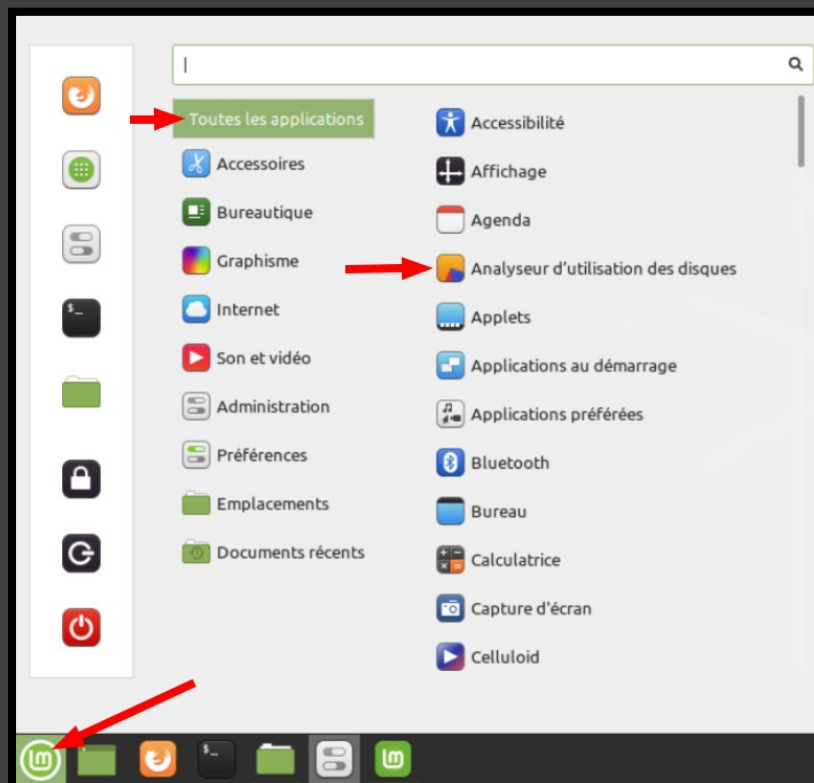 Toutes les applications
Accessoires
Bureautique
Graphisme
Internet
Son et vidéo
Administration
Préférences
Emplacements
Documents récents
Accessibilité
Affichage
Agenda
Analyseur d'utilisation des disques
Applets
Applications au démarrage
Applications préférées
Bluetooth
Bureau
Calculatrice
Capture d'écran
Celluloid
$_
$_